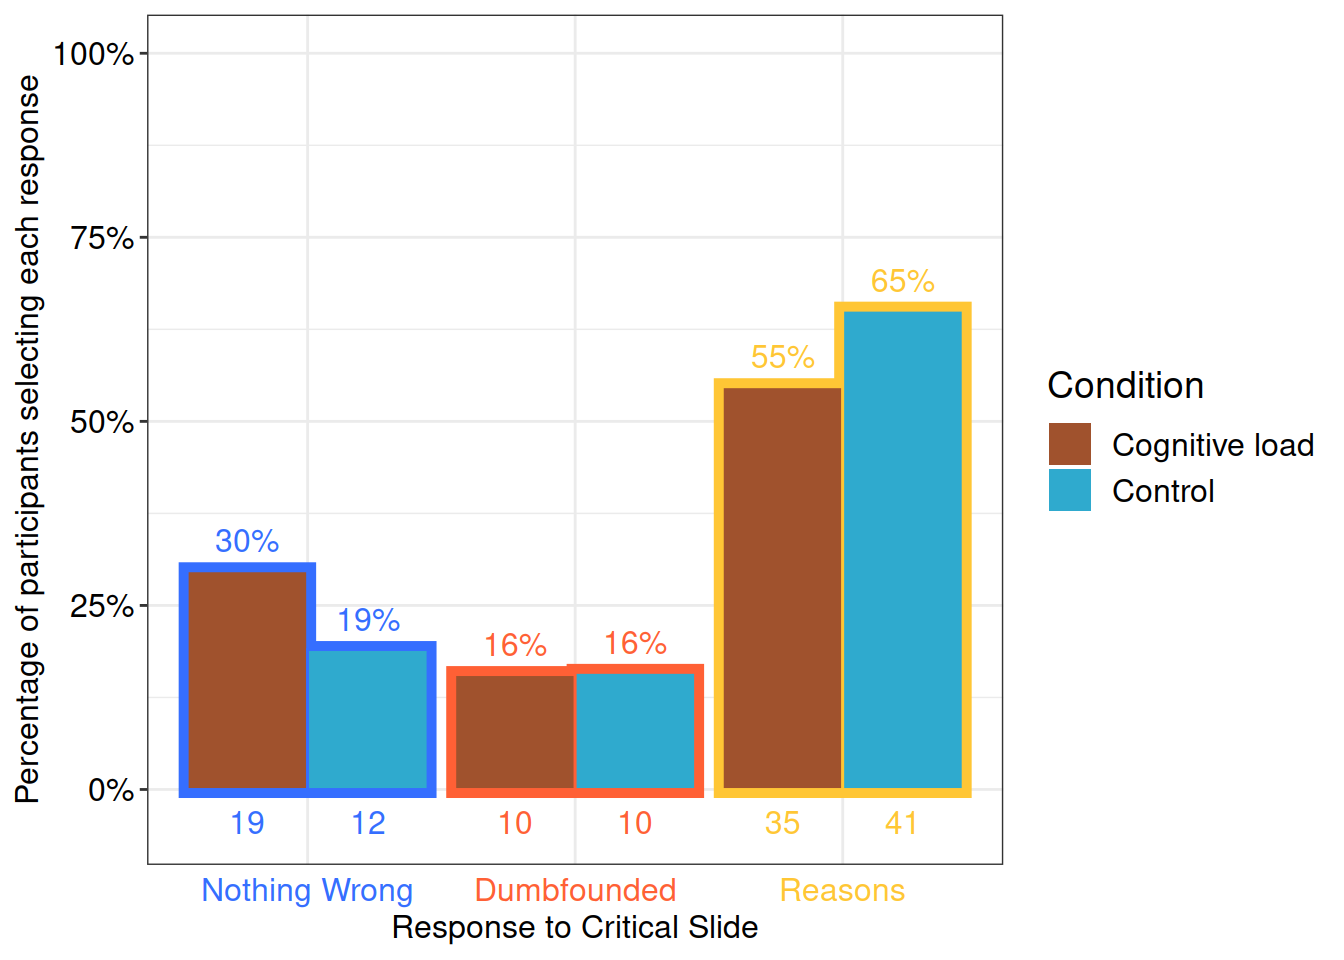 Percentage of participants selecting each response
100%
75%
50%
25%
0%
30%
19%
16%
16%
55%
65%
19
12
10
10
35
41
Nothing Wrong
Dumbfounded
Reasons
Response to Critical Slide
Condition
Cognitive load
Control